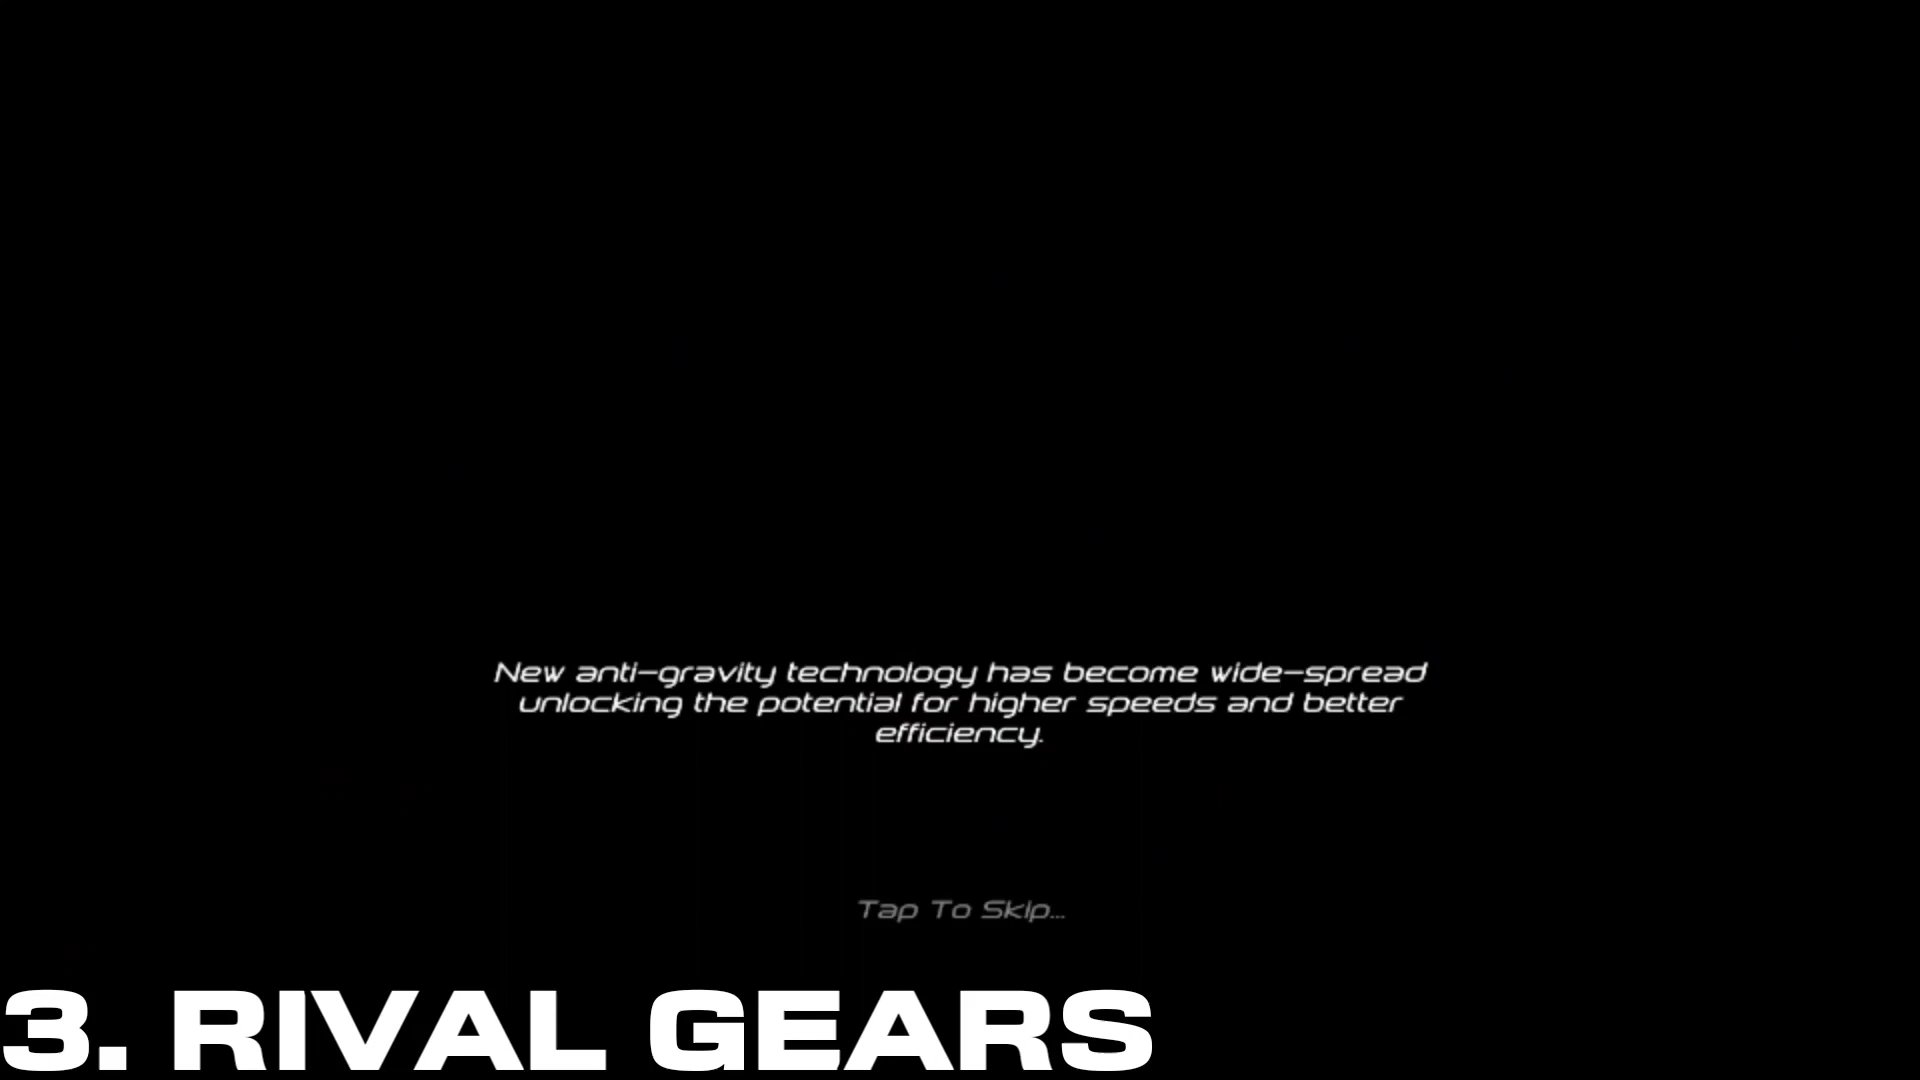 New anti-gravity technology has become wide-spread
unlocking the potential for higher speeds and better
efficiency.
Tap To Skip...
3. RIVAL GEARS